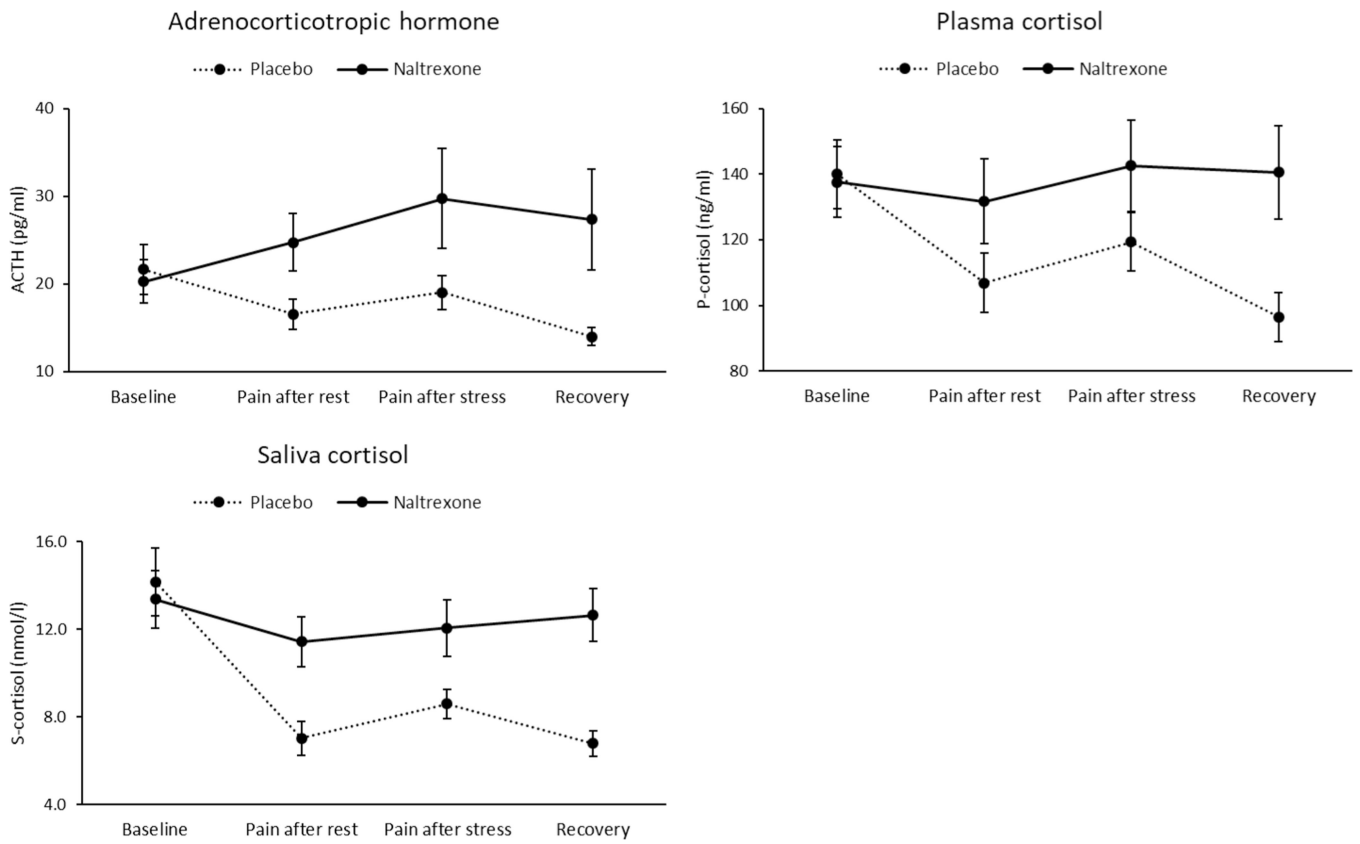 Adrenocorticotropic hormone
Placebo Naltrexone
ACTH (pg/ml)
40
30
20
10
Baseline Pain after rest Pain after stress Recovery
Plasma cortisol
Placebo Naltrexone
P-cortisol (ng/ml)
160
140
120
100
80
Baseline Pain after rest Pain after stress Recovery
Saliva cortisol
Placebo Naltrexone
S-cortisol (nmol/l)
16.0
12.0
8.0
4.0
Baseline Pain after rest Pain after stress Recovery